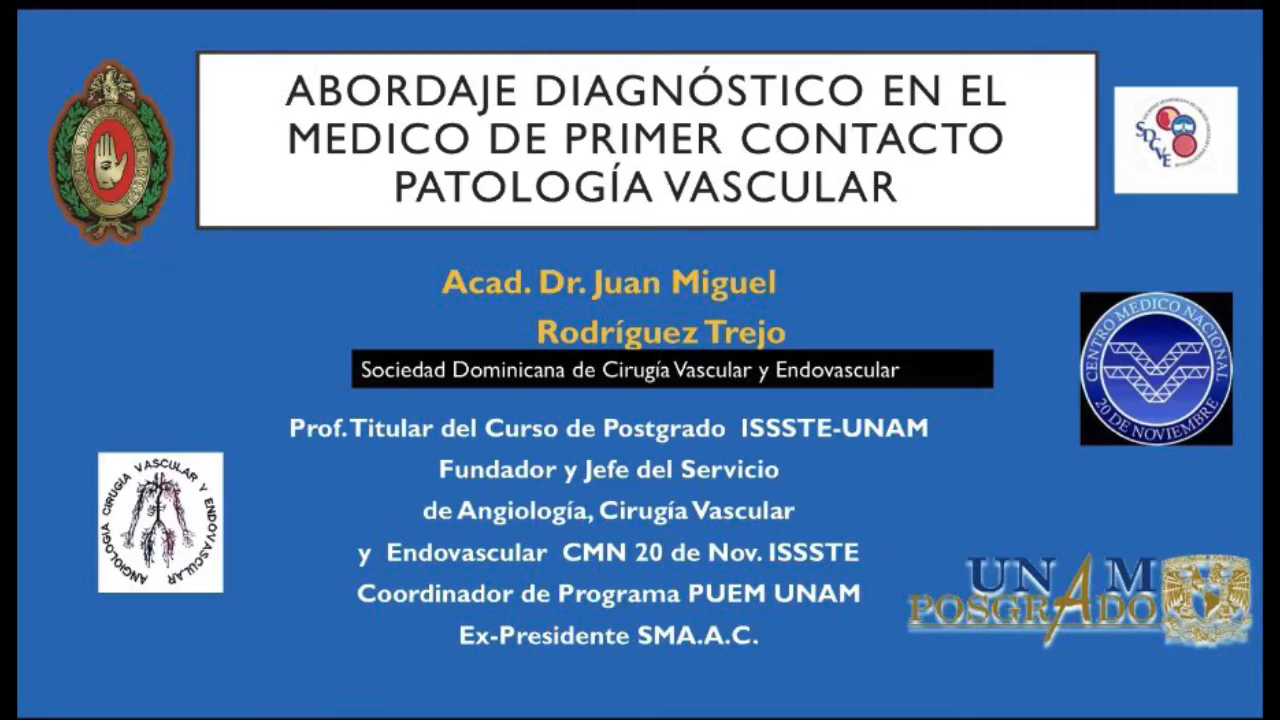 ABORDAJE DIAGNÓSTICO EN EL
MEDICO DE PRIMER CONTACTO
PATOLOGÍA VASCULAR
SDCVE
Acad. Dr. Juan Miguel
Rodríguez Trejo
Sociedad Dominicana de Cirugía Vascular y Endovascular
CENTRO MEDICO NACIONAL
20 DE NOVIEMBRE
Prof. Titular del Curso de Postgrado ISSSTE-UNAM
Fundador y Jefe del Servicio
de Angiología, Cirugía Vascular
y Endovascular CMN 20 de Nov. ISSSTE
Coordinador de Programa PUEM UNAM
Ex-Presidente SMA.A.C.
ANGIOLOGIA CIRUGIA VASCULAR Y ENDOVASCULAR
UNAM
POSGRADO